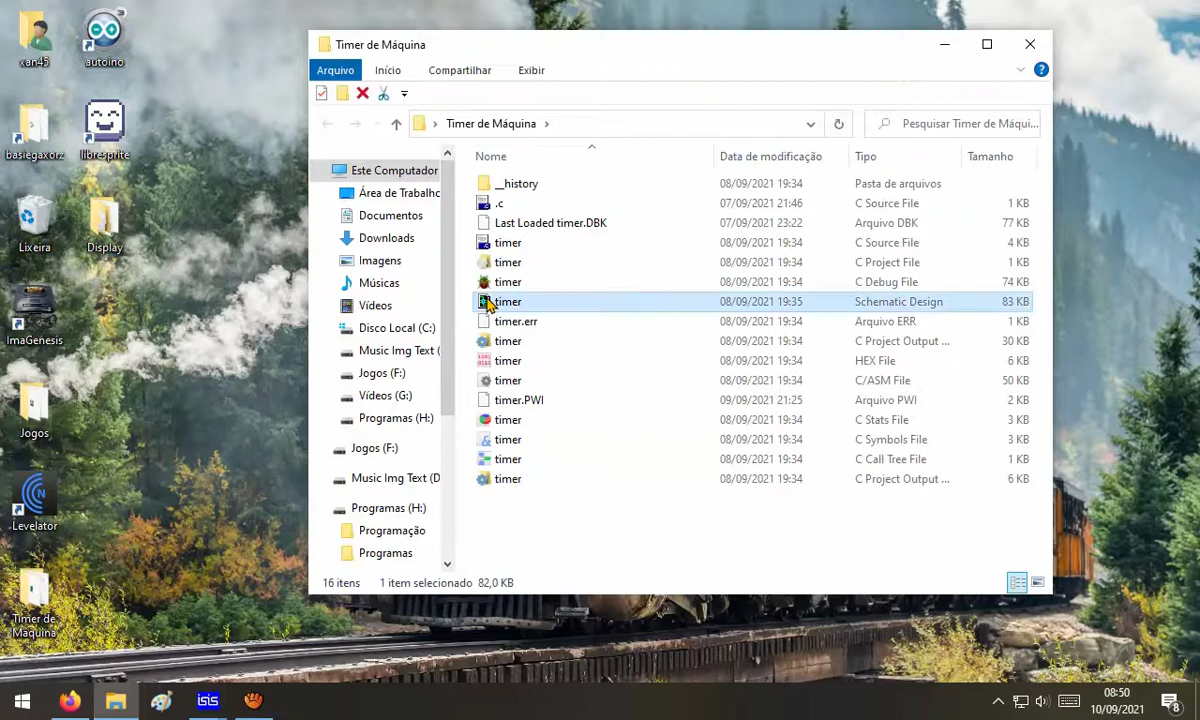 xan45
autoino
basiegaxorz
libresprite
Lixeira
Display
ImaGenesis
Jogos
Levelator
Timer de Máquina
Timer de Máquina
Arquivo Início Compartilhar Exibir
Timer de Máquina
Pesquisar Timer de Máqui...
Este Computador
Área de Trabalho
Documentos
Downloads
Imagens
Músicas
Vídeos
Disco Local (C:)
Music Img Text (
Jogos (F:)
Vídeos (G:)
Programas (H:)
Jogos (F:)
Music Img Text (D
Programas (H:)
Programação
Programas
Nome Data de modificação Tipo Tamanho
__history 08/09/2021 19:34 Pasta de arquivos
.c 07/09/2021 21:46 C Source File 1 KB
Last Loaded timer.DBK 07/09/2021 23:22 Arquivo DBK 77 KB
timer 08/09/2021 19:34 C Source File 4 KB
timer 08/09/2021 19:34 C Project File 1 KB
timer 08/09/2021 19:34 C Debug File 74 KB
timer 08/09/2021 19:35 Schematic Design 83 KB
timer.err 08/09/2021 19:34 Arquivo ERR 1 KB
timer 08/09/2021 19:34 C Project Output ... 30 KB
timer 08/09/2021 19:34 HEX File 6 KB
timer 08/09/2021 19:34 C/ASM File 50 KB
timer.PWI 09/09/2021 21:25 Arquivo PWI 2 KB
timer 08/09/2021 19:34 C Stats File 3 KB
timer 08/09/2021 19:34 C Symbols File 3 KB
timer 08/09/2021 19:34 C Call Tree File 1 KB
timer 08/09/2021 19:34 C Project Output ... 6 KB
16 itens 1 item selecionado 82,0 KB
isis
08:50
10/09/2021
8